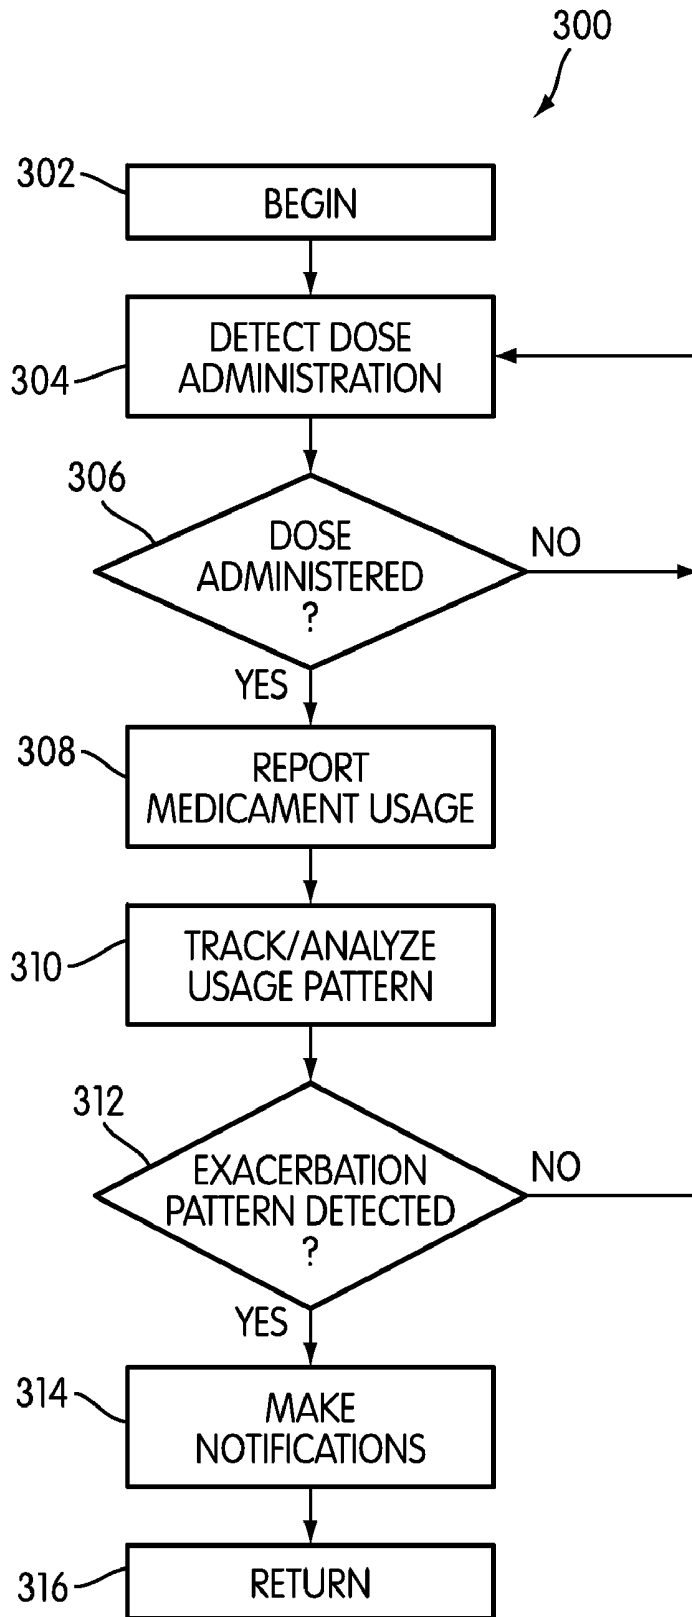 300
302
BEGIN
304
DETECT DOSE
ADMINISTRATION
306
DOSE
ADMINISTERED
?
NO
YES
308
REPORT
MEDICAMENT USAGE
310
TRACK/ANALYZE
USAGE PATTERN
312
EXACERBATION
PATTERN DETECTED
?
NO
YES
314
MAKE
NOTIFICATIONS
316
RETURN